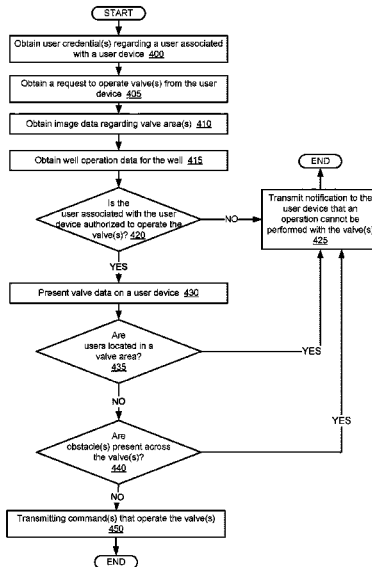 START
Obtain user credential(s) regarding a user associated
with a user device 400
Obtain a request to operate valve(s) from the user
device 405
Obtain image data regarding valve area(s) 410
Obtain well operation data for the well 415
END
Is the
user associated with the user
device authorized to operate the
valve(s)? 420
NO
Transmit notification to the
user device that an
operation cannot be
performed with the valve(s)
425
YES
Present valve data on a user device 430
Are
users located in a
valve area?
435
YES
NO
Are
obstacle(s) present across
the valve(s)?
440
YES
NO
Transmitting command(s) that operate the valve(s)
450
END